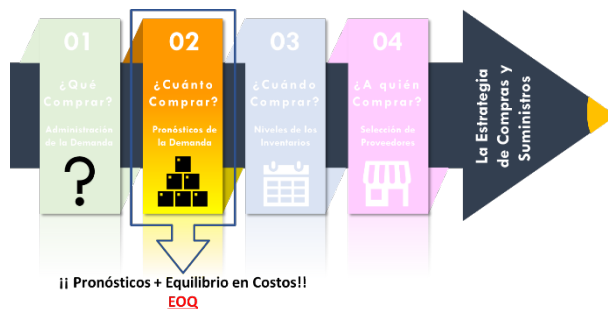 01
¿Qué
Comprar?
Administración
de la Demanda
?
02
¿Cuánto
Comprar?
Pronósticos de
la Demanda
03
¿Cuándo
Comprar?
Niveles de los
Inventarios
04
¿A quién
Comprar?
Selección de
Proveedores
La Estrategia
de Compras y
Suministros
¡¡ Pronósticos + Equilibrio en Costos!!
EOQ